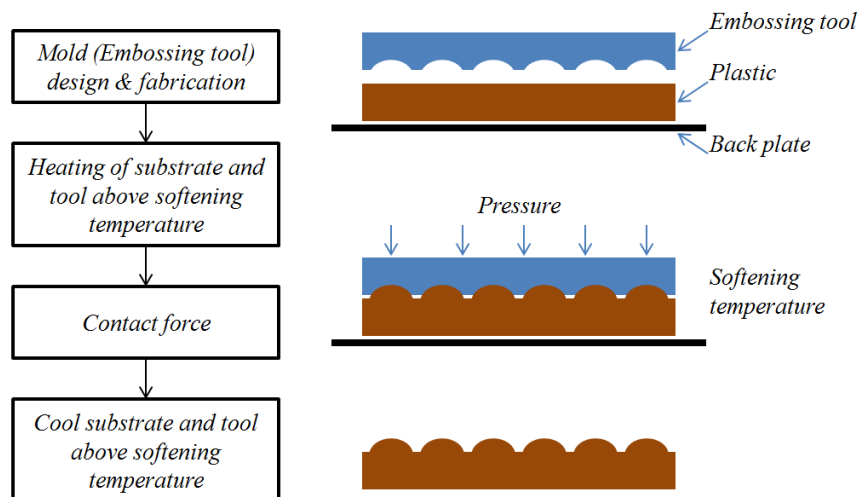 Mold (Embossing tool)
design & fabrication
Heating of substrate and
tool above softening
temperature
Contact force
Cool substrate and tool
above softening
temperature
Embossing tool
Plastic
Back plate
Pressure
Softening
temperature